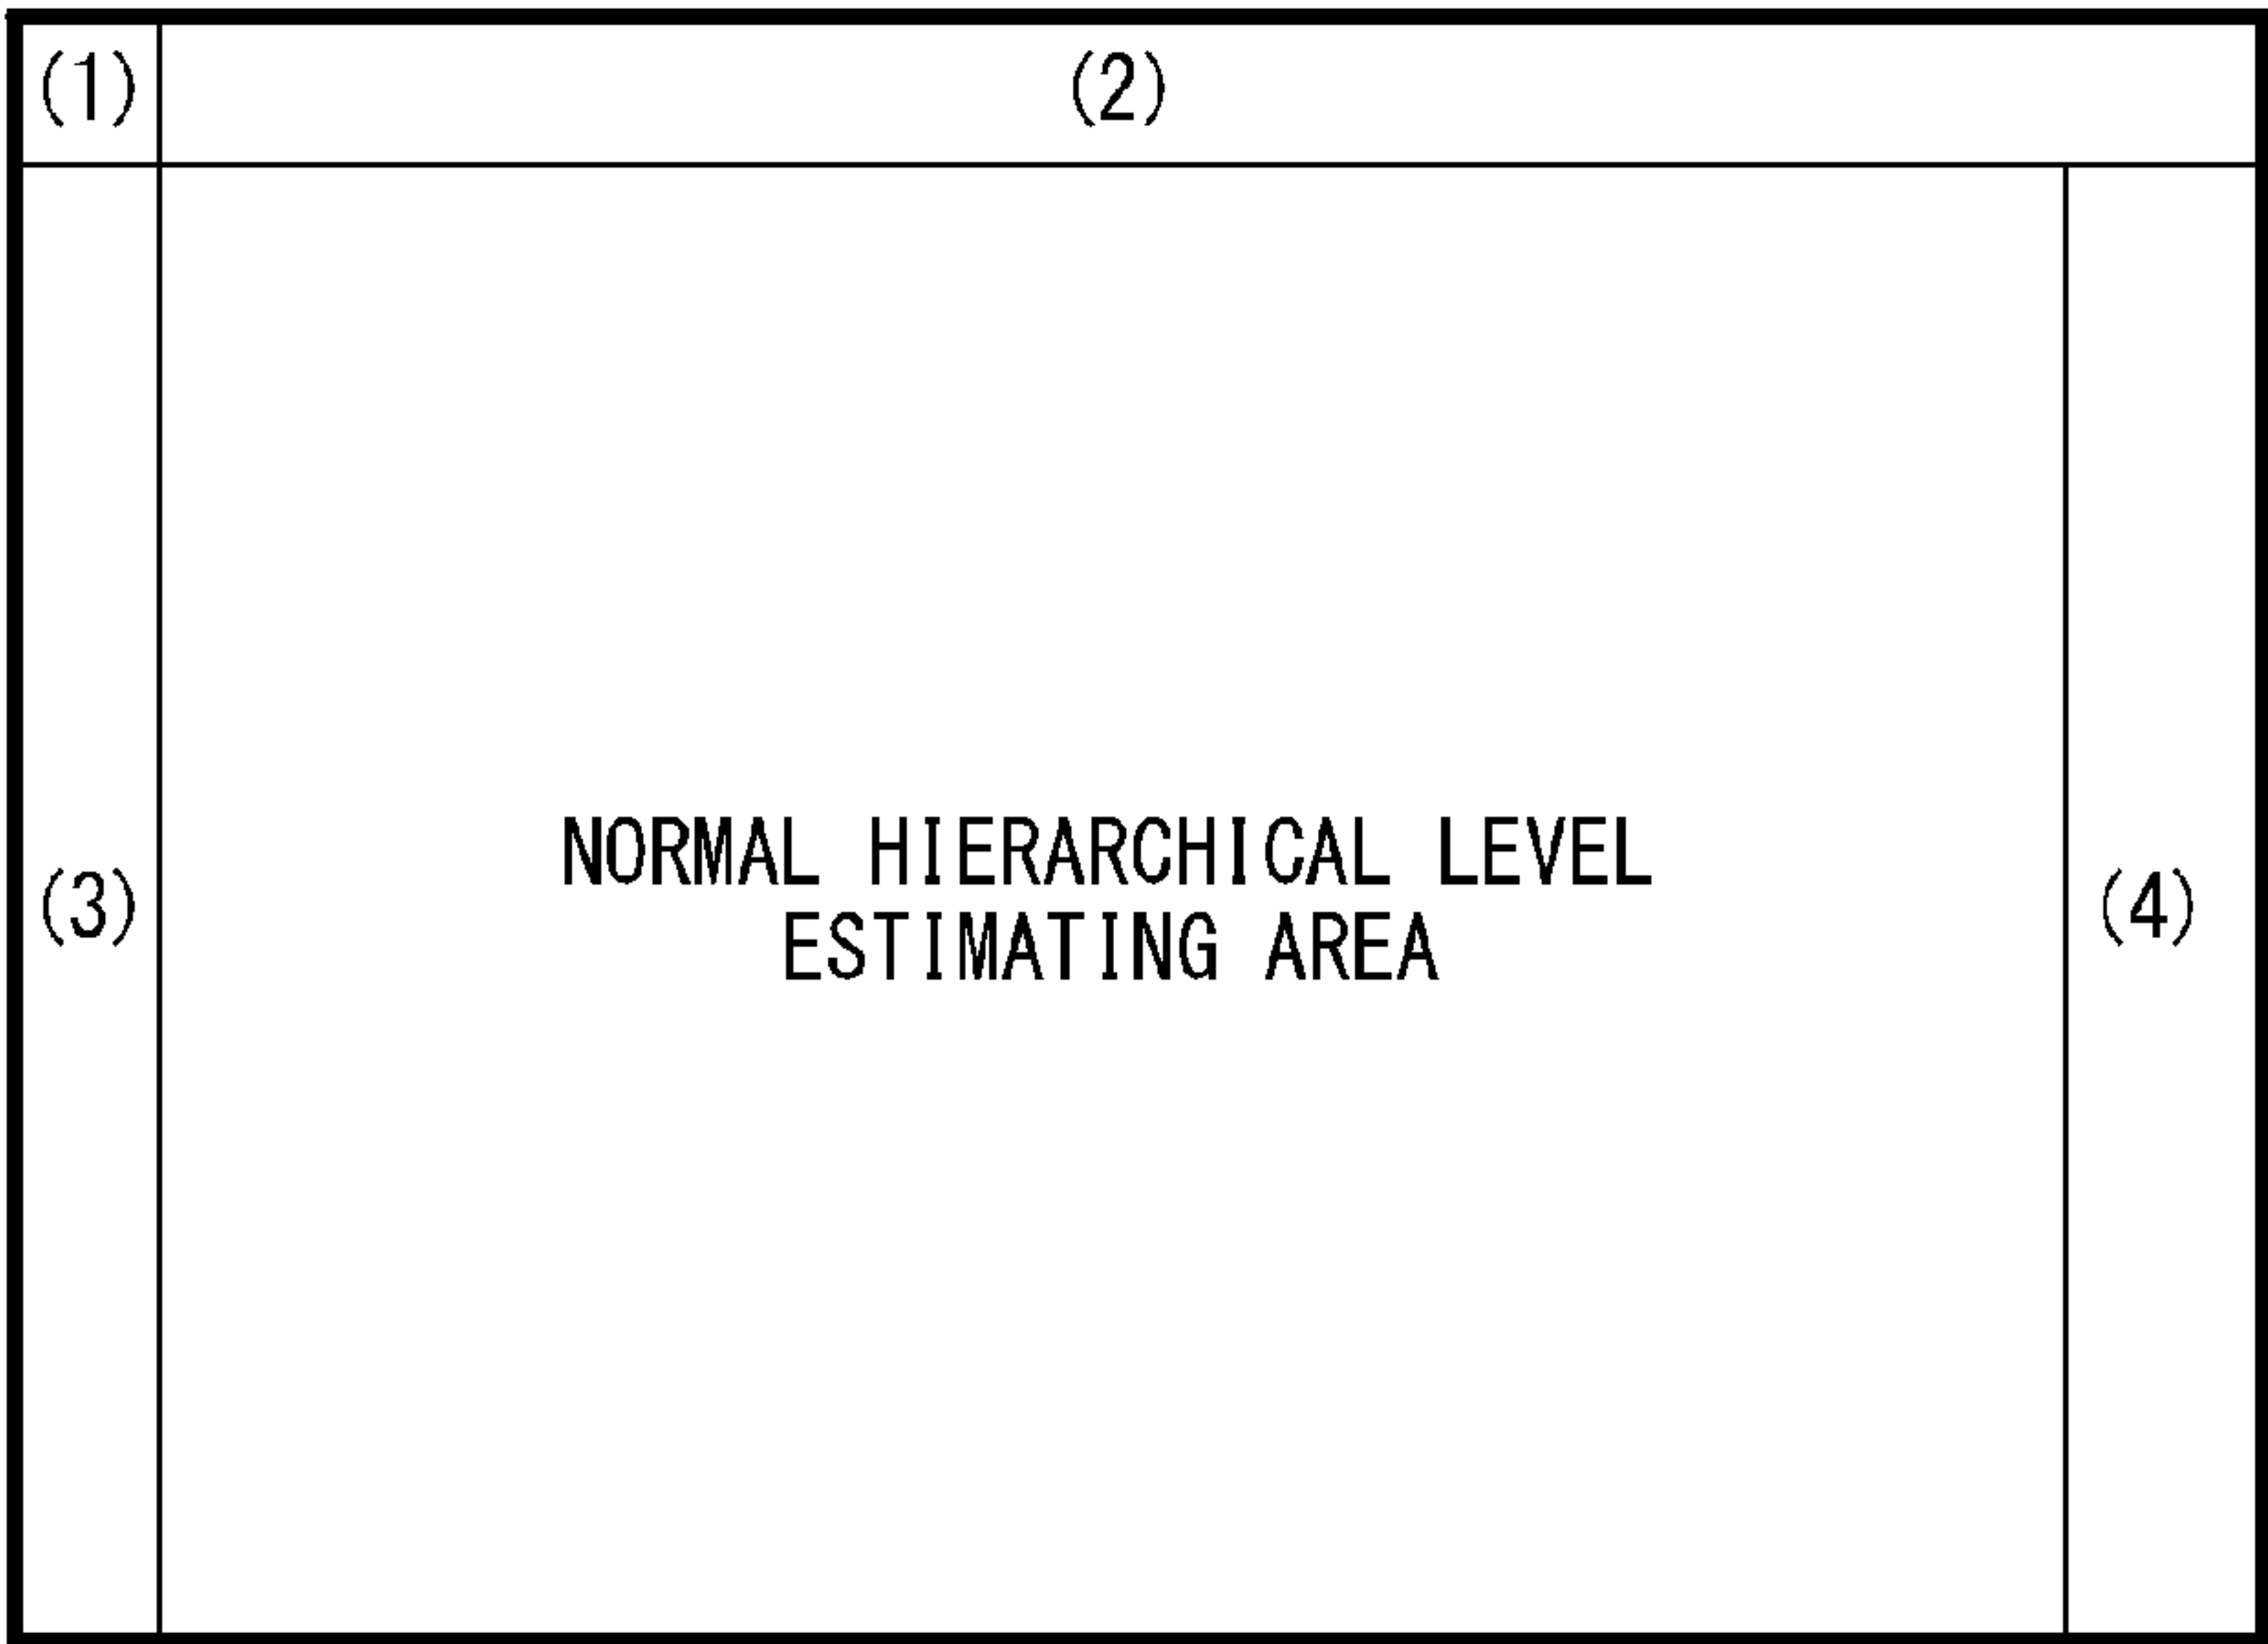 (1)
(2)
NORMAL HIERARCHICAL LEVEL
(3)
(4)
ESTIMATING AREA